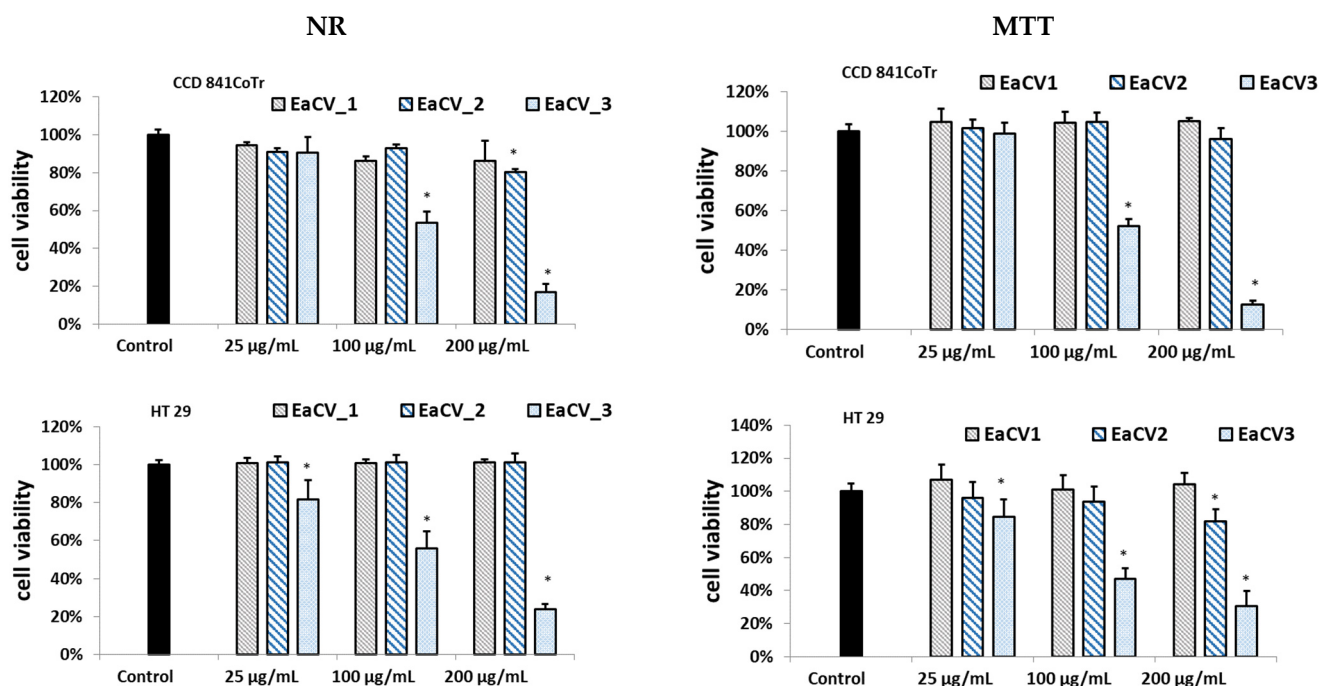 NR
MTT
CCD 841CoTr
EaCV_1 EaCV_2 EaCV_3
120%
100%
80%
60%
40%
20%
0%
cell viability
* * * *
Control 25 µg/mL 100 µg/mL 200 µg/mL
CCD 841CoTr
EaCV1 EaCV2 EaCV3
120%
100%
80%
60%
40%
20%
0%
cell viability
* *
Control 25 µg/mL 100 µg/mL 200 µg/mL
HT 29
EaCV_1 EaCV_2 EaCV_3
120%
100%
80%
60%
40%
20%
0%
cell viability
* * *
Control 25 µg/mL 100 µg/mL 200 µg/mL
HT 29
EaCV1 EaCV2 EaCV3
140%
120%
100%
80%
60%
40%
20%
0%
cell viability
* * * *
Control 25 µg/mL 100 µg/mL 200 µg/mL